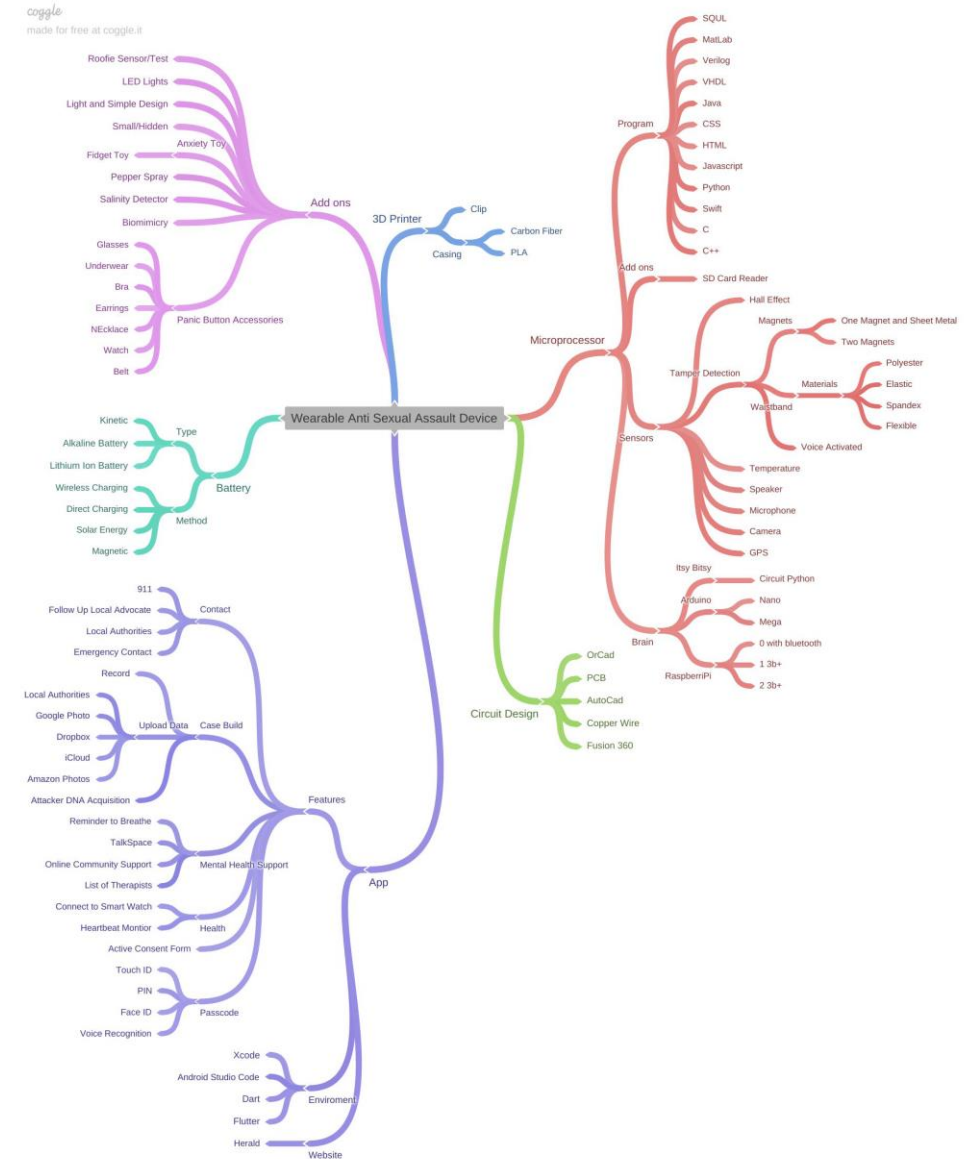 coggle
made for free at coggle.it
Roofie Sensor/Test
LED Lights
Light and Simple Design
Small/Hidden
Anxiety Toy
Fidget Toy
Pepper Spray
Salinity Detector
Biomimicry
Add ons
Glasses
Underwear
Bra
Earrings
NEcklace
Watch
Belt
Panic Button Accessories
3D Printer
Clip
Casing
Carbon Fiber
PLA
Wearable Anti Sexual Assault Device
Kinetic
Alkaline Battery
Lithium Ion Battery
Type
Wireless Charging
Direct Charging
Solar Energy
Magnetic
Method
Battery
911
Follow Up Local Advocate
Local Authorities
Emergency Contact
Contact
Record
Local Authorities
Google Photo
Dropbox
iCloud
Amazon Photos
Upload Data
Case Build
Attacker DNA Acquisition
Features
Reminder to Breathe
TalkSpace
Online Community Support
List of Therapists
Mental Health Support
Connect to Smart Watch
Heartbeat Montior
Health
Active Consent Form
Touch ID
PIN
Face ID
Voice Recognition
Passcode
App
Xcode
Android Studio Code
Dart
Flutter
Enviroment
Herald
Website
Program
SQUL
MatLab
Verilog
VHDL
Java
CSS
HTML
Javascript
Python
Swift
C
C++
Microprocessor
Add ons
SD Card Reader
Sensors
Hall Effect
Tamper Detection
Magnets
One Magnet and Sheet Metal
Two Magnets
Waistband
Materials
Polyester
Elastic
Spandex
Flexible
Voice Activated
Temperature
Speaker
Microphone
Camera
GPS
Brain
Itsy Bitsy
Circuit Python
Arduino
Nano
Mega
RaspberriPi
0 with bluetooth
1 3b+
2 3b+
Circuit Design
OrCad
PCB
AutoCad
Copper Wire
Fusion 360